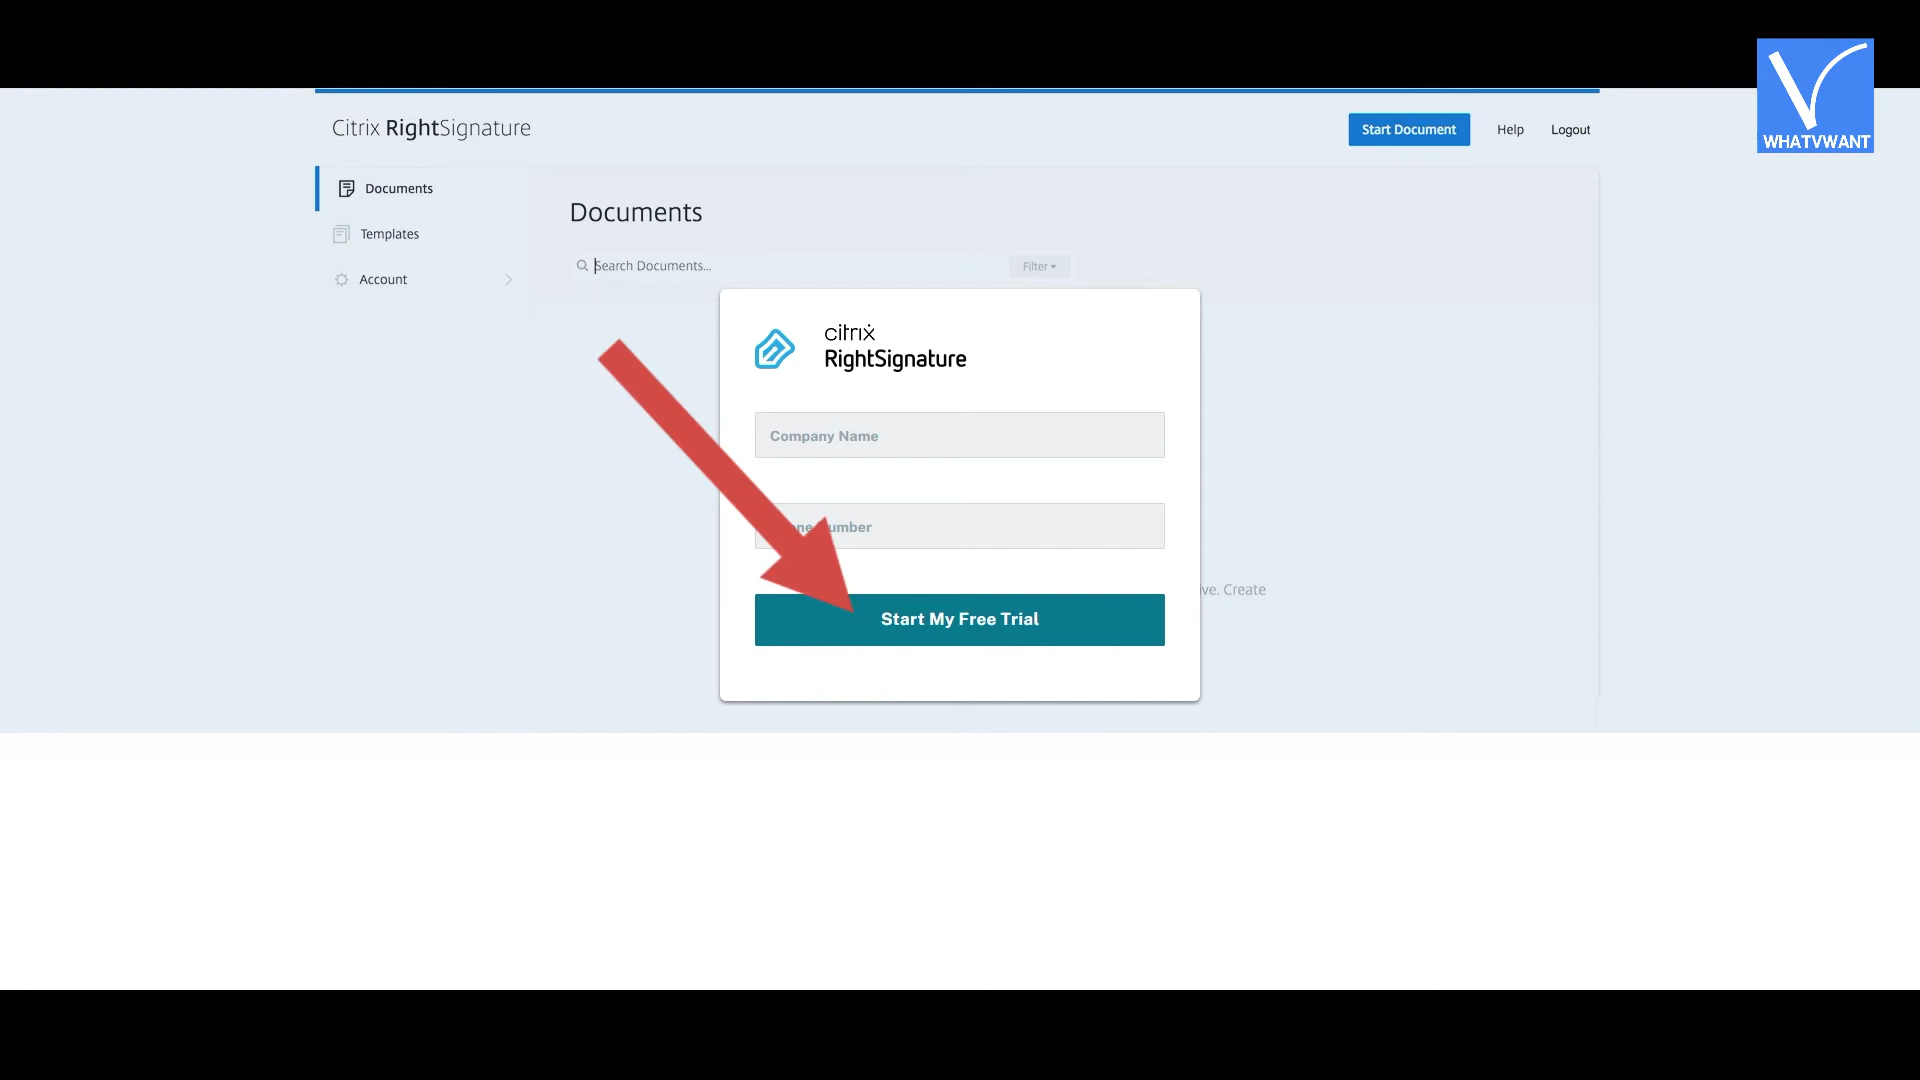 WHATVWANT
Citrix RightSignature
Start Document
Help
Logout
Documents
Templates
Account
Documents
Search Documents...
Filter
citrix
RightSignature
Company Name
Start My Free Trial
Create